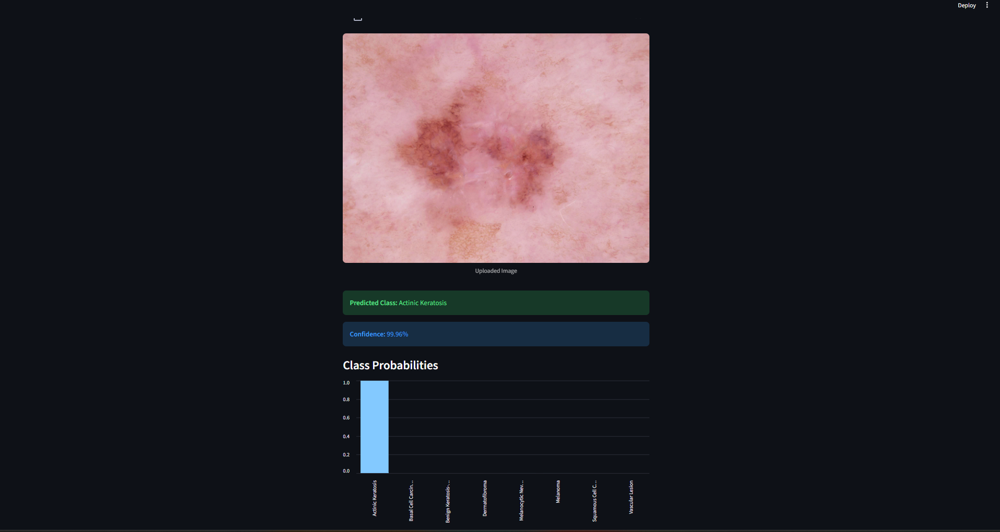 Deploy
Uploaded Image
Predicted Class: Actinic Keratosis
Confidence: 99.96%
Class Probabilities
1.0
0.8
0.6
0.4
0.2
0.0
Actinic Keratosis
Basal Cell Carcin…
Benign Keratosis-…
Dermatofibroma
Melanocytic Nev…
Melanoma
Squamous Cell C…
Vascular Lesion